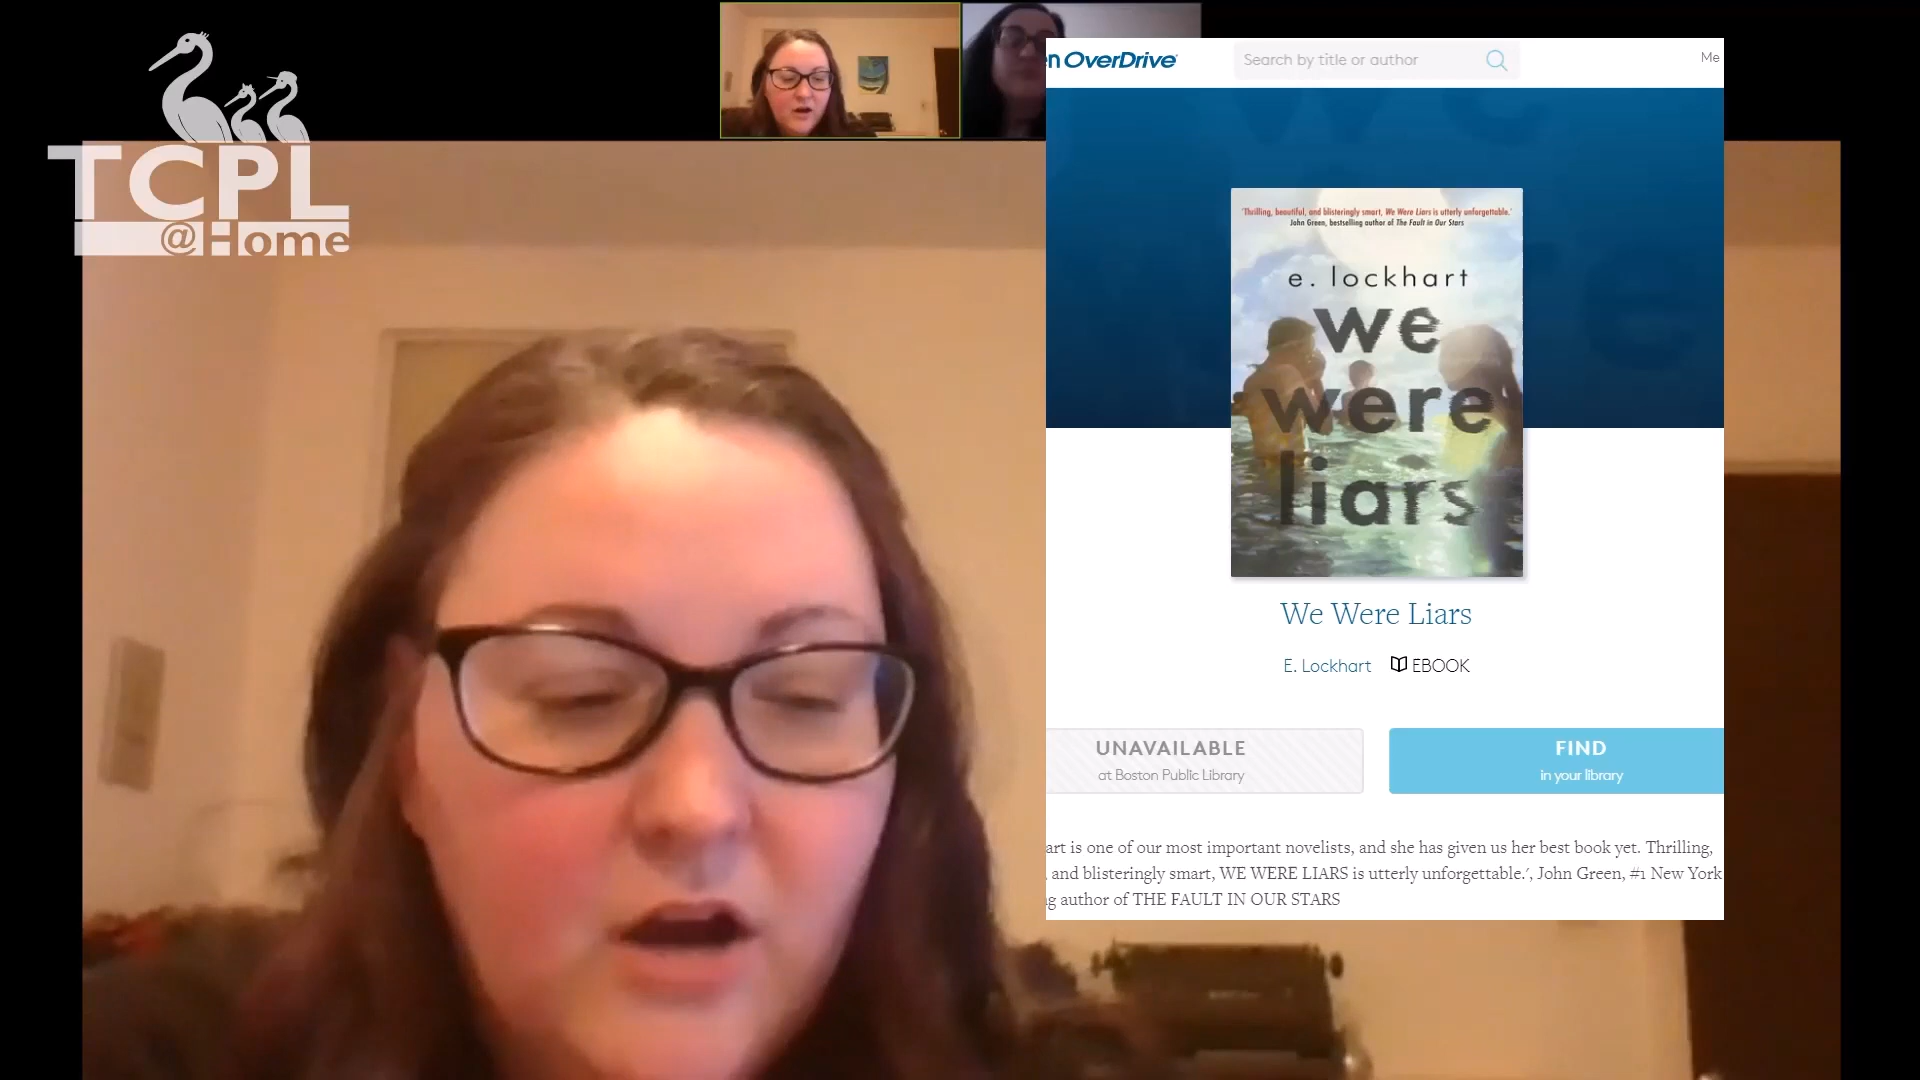 TCPL
@Home
n OverDrive
Search by title or author
Me
'Thrilling, beautiful, and blisteringly smart, We Were Liars is utterly unforgettable.'
John Green, bestselling author of The Fault in Our Stars
e. lockhart
we
were
liars
We Were Liars
E. Lockhart EBOOK
UNAVAILABLE
at Boston Public Library
FIND
in your library
art is one of our most important novelists, and she has given us her best book yet. Thrilling,
, and blisteringly smart, WE WERE LIARS is utterly unforgettable.', John Green, #1 New York
g author of THE FAULT IN OUR STARS